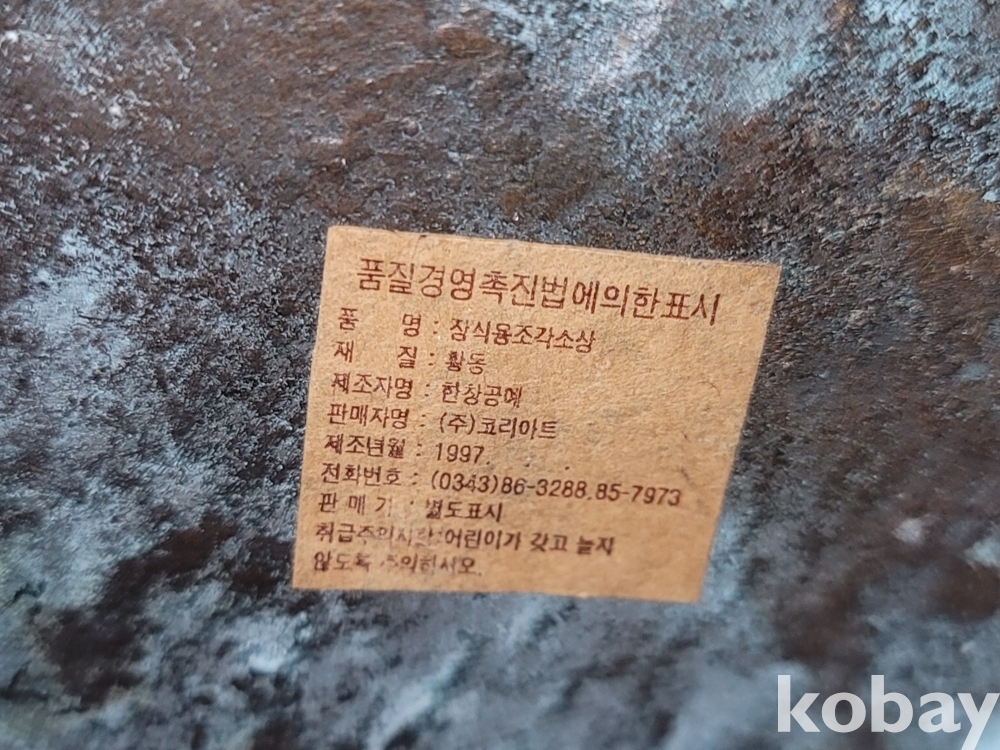 품질경영촉진법에의한표시
품 명 : 장식용조각소상
재 질 : 황동
제조자명 : 한창공예
판매자명 : (주)코리아트
제조년월 : 1997. . .
전화번호 : (0343)86-3288.85-7973
판 매 가 : 별도표시
취급주의사항:어린이가 갖고 놀지
않도록 주의하시오.
kobay